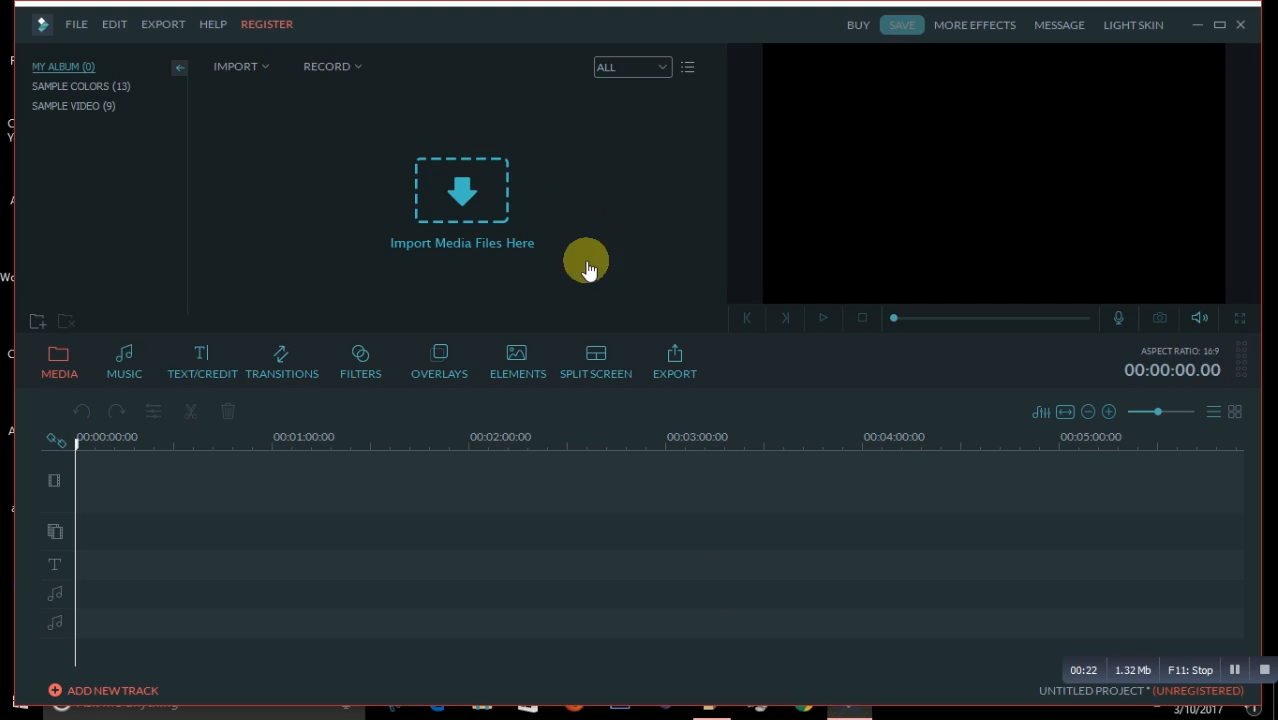 FILE EDIT EXPORT HELP REGISTER BUY SAVE MORE EFFECTS MESSAGE LIGHT SKIN
MY ALBUM (0) IMPORT RECORD ALL
SAMPLE COLORS (13)
SAMPLE VIDEO (9)
Import Media Files Here
MEDIA MUSIC TEXT/CREDIT TRANSITIONS FILTERS OVERLAYS ELEMENTS SPLIT SCREEN EXPORT
ASPECT RATIO: 16:9
00:00:00.00
00:00:00:00 00:01:00:00 00:02:00:00 00:03:00:00 00:04:00:00 00:05:00:00
T
00:22 1.32 Mb F11: Stop
ADD NEW TRACK UNTITLED PROJECT * (UNREGISTERED)
3/10/2017